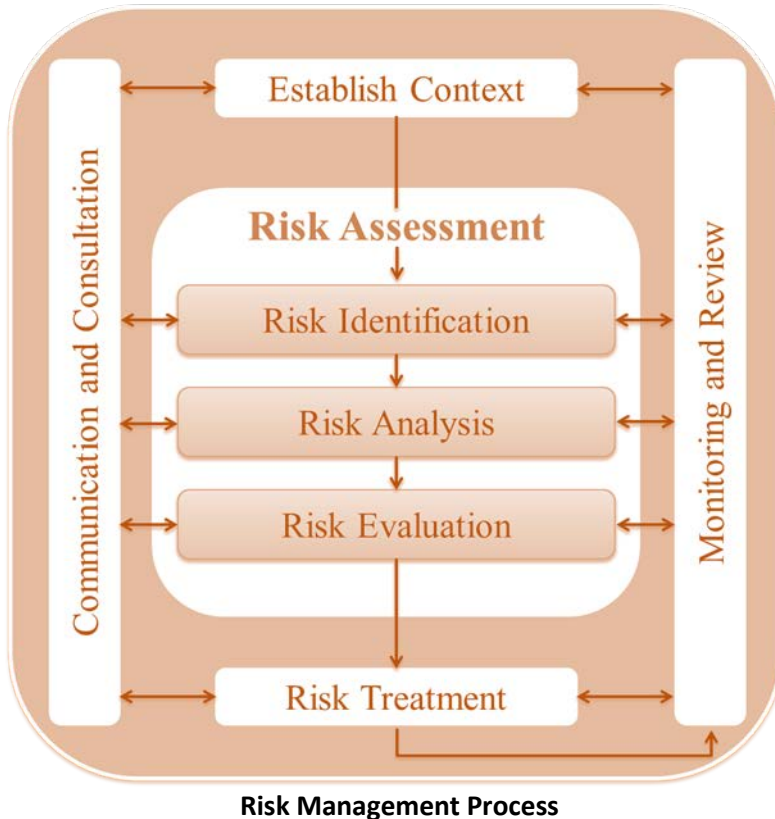 Establish Context
Communication and Consultation
Monitoring and Review
Risk Assessment
Risk Identification
Risk Analysis
Risk Evaluation
Risk Treatment
Risk Management Process